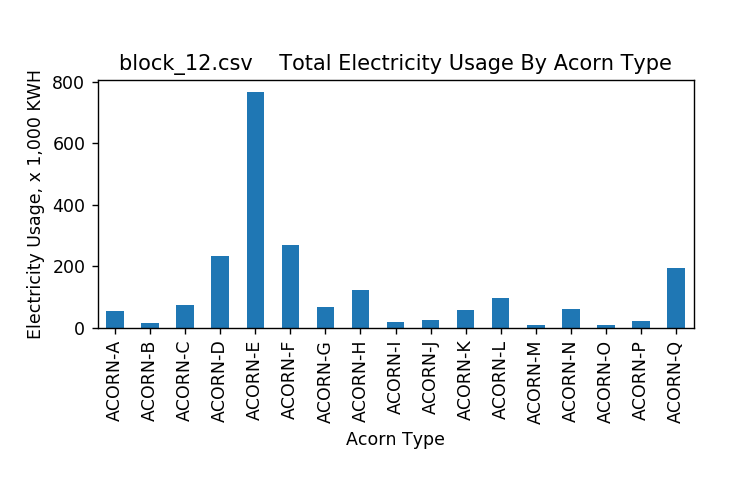 block_12.csv    Total Electricity Usage By Acorn Type
Electricity Usage, x 1,000 KWH
800
600
400
200
0
ACORN-A
ACORN-B
ACORN-C
ACORN-D
ACORN-E
ACORN-F
ACORN-G
ACORN-H
ACORN-I
ACORN-J
ACORN-K
ACORN-L
ACORN-M
ACORN-N
ACORN-O
ACORN-P
ACORN-Q
Acorn Type